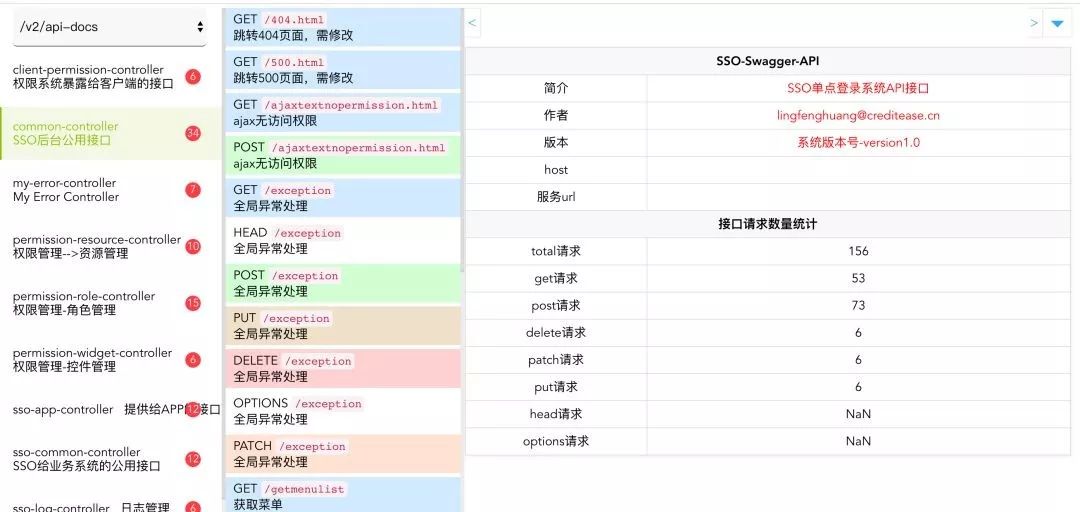 /v2/api-docs
client-permission-controller
权限系统暴露给客户端的接口
6
common-controller
SSO后台公用接口
34
my-error-controller
My Error Controller
7
permission-resource-controller
权限管理-->资源管理
10
permission-role-controller
权限管理-角色管理
15
permission-widget-controller
权限管理-控件管理
6
sso-app-controller 提供给APP的接口
12
sso-common-controller
SSO给业务系统的公用接口
12
sso-log-controller 日志管理
6
GET /404.html
跳转404页面，需修改
GET /500.html
跳转500页面，需修改
GET /ajaxtextnopermission.html
ajax无访问权限
POST /ajaxtextnopermission.html
ajax无访问权限
GET /exception
全局异常处理
HEAD /exception
全局异常处理
POST /exception
全局异常处理
PUT /exception
全局异常处理
DELETE /exception
全局异常处理
OPTIONS /exception
全局异常处理
PATCH /exception
全局异常处理
GET /getmenulist
获取菜单
<
>
SSO-Swagger-API
简介 SSO单点登录系统API接口
作者 lingfenghuang@creditease.cn
版本 系统版本号-version1.0
host
服务url
接口请求数量统计
total请求 156
get请求 53
post请求 73
delete请求 6
patch请求 6
put请求 6
head请求 NaN
options请求 NaN